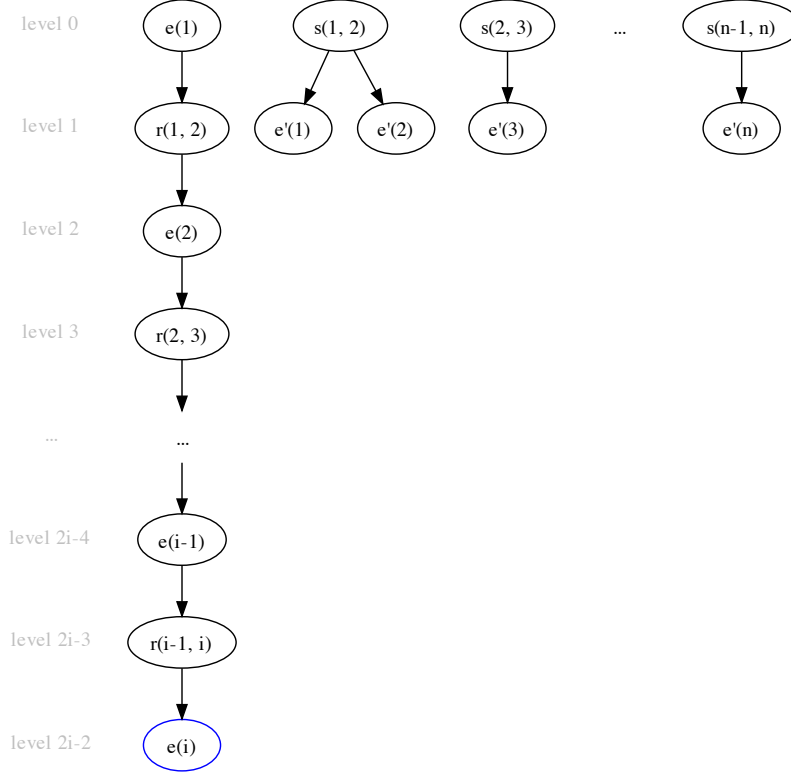 level 0 e(1) s(1, 2) s(2, 3) ... s(n-1, n)
level 1 r(1, 2) e'(1) e'(2) e'(3) e'(n)
level 2 e(2)
level 3 r(2, 3)
... ...
level 2i-4 e(i-1)
level 2i-3 r(i-1, i)
level 2i-2 e(i)